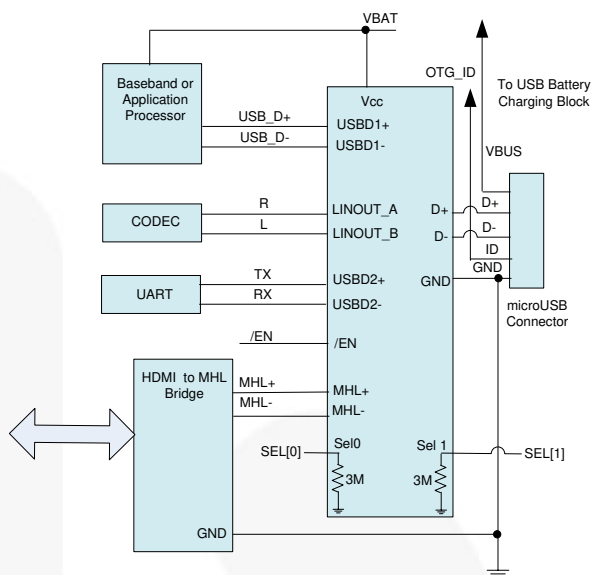 VBAT
OTG_ID
To USB Battery
Charging Block
Baseband or
Application
Processor
Vcc
USB_D+
USBD1+
USB_D-
USBD1-
VBUS
R
LINOUT_A
D+
D+
CODEC
L
LINOUT_B
D-
D-
ID
TX
USBD2+
GND
GND
UART
RX
USBD2-
microUSB
Connector
/EN
/EN
HDMI to MHL
Bridge
MHL+
MHL+
MHL-
MHL-
Sel0
Sel 1
SEL[0]
SEL[1]
3M
3M
GND